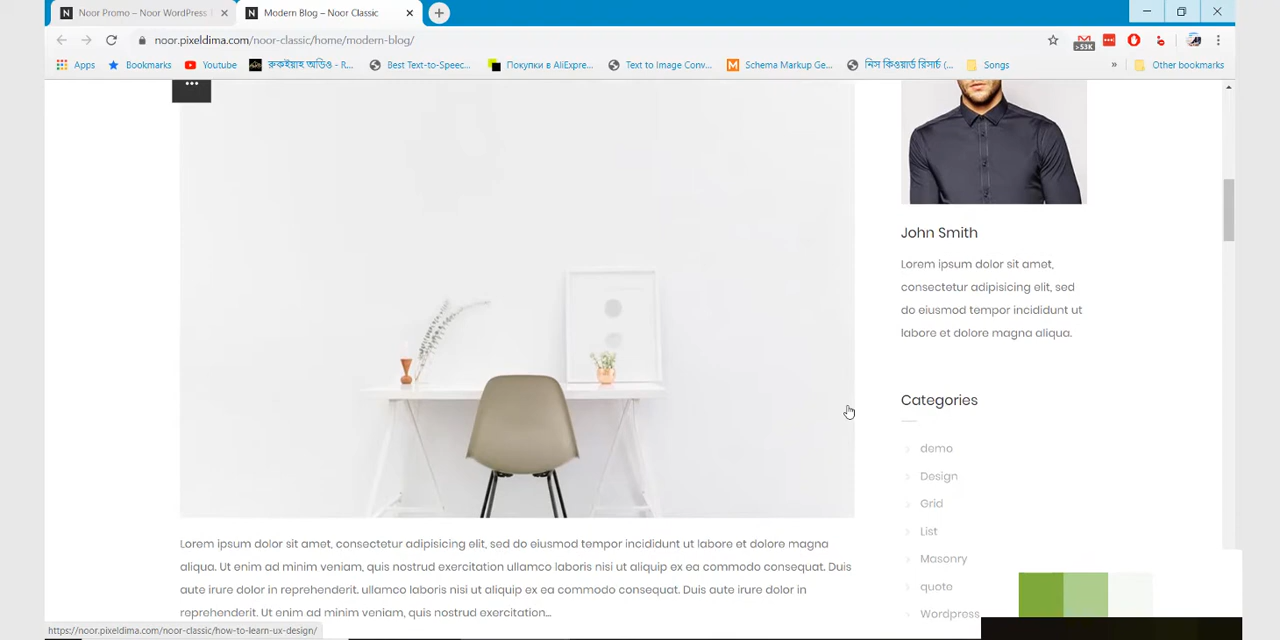 Noor Promo – Noor WordPress
Modern Blog – Noor Classic
noor.pixeldima.com/noor-classic/home/modern-blog/
>53K
Apps
Bookmarks
Youtube
রুকইয়াহ অডিও - R...
Best Text-to-Speec...
Покупки в AliExpre...
Text to Image Conv...
Schema Markup Ge...
নিস কিওয়ার্ড রিসার্চ (...
Songs
»
Other bookmarks
John Smith
Lorem ipsum dolor sit amet,
consectetur adipisicing elit, sed
do eiusmod tempor incididunt ut
labore et dolore magna aliqua.
Categories
demo
Design
Grid
List
Masonry
quote
Wordpress
Lorem ipsum dolor sit amet, consectetur adipisicing elit, sed do eiusmod tempor incididunt ut labore et dolore magna
aliqua. Ut enim ad minim veniam, quis nostrud exercitation ullamco laboris nisi ut aliquip ex ea commodo consequat. Duis
aute irure dolor in reprehenderit. ullamco laboris nisi ut aliquip ex ea commodo consequat. Duis aute irure dolor in
reprehenderit. Ut enim ad minim veniam, quis nostrud exercitation...
https://noor.pixeldima.com/noor-classic/how-to-learn-ux-design/